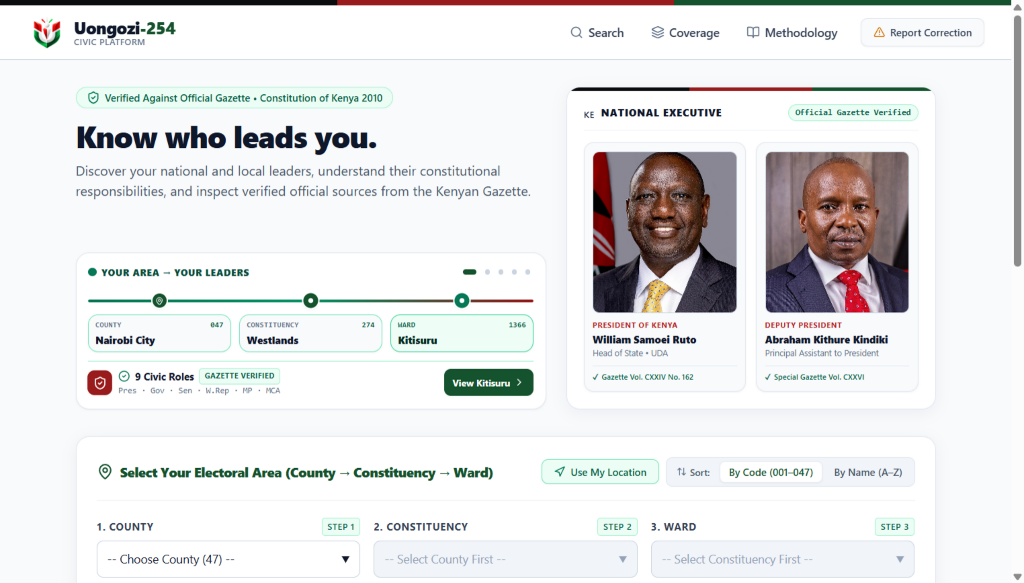 Uongozi-254
CIVIC PLATFORM
Search
Coverage
Methodology
Report Correction
Verified Against Official Gazette • Constitution of Kenya 2010
Know who leads you.
Discover your national and local leaders, understand their constitutional
responsibilities, and inspect verified official sources from the Kenyan Gazette.
YOUR AREA → YOUR LEADERS
COUNTY 047
Nairobi City
CONSTITUENCY 274
Westlands
WARD 1366
Kitisuru
9 Civic Roles GAZETTE VERIFIED
Pres · Gov · Sen · W.Rep · MP · MCA
View Kitisuru
KE NATIONAL EXECUTIVE
Official Gazette Verified
PRESIDENT OF KENYA
William Samoei Ruto
Head of State • UDA
✓ Gazette Vol. CXXIV No. 162
DEPUTY PRESIDENT
Abraham Kithure Kindiki
Principal Assistant to President
✓ Special Gazette Vol. CXXVI
Select Your Electoral Area (County → Constituency → Ward)
Use My Location
Sort:
By Code (001–047)
By Name (A–Z)
1. COUNTY STEP 1
-- Choose County (47) --
2. CONSTITUENCY STEP 2
-- Select County First --
3. WARD STEP 3
-- Select Constituency First --